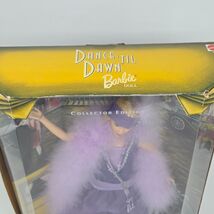 DANCE 'TIL
DAWN
Barbie
DOLL
COLLECTOR EDITION